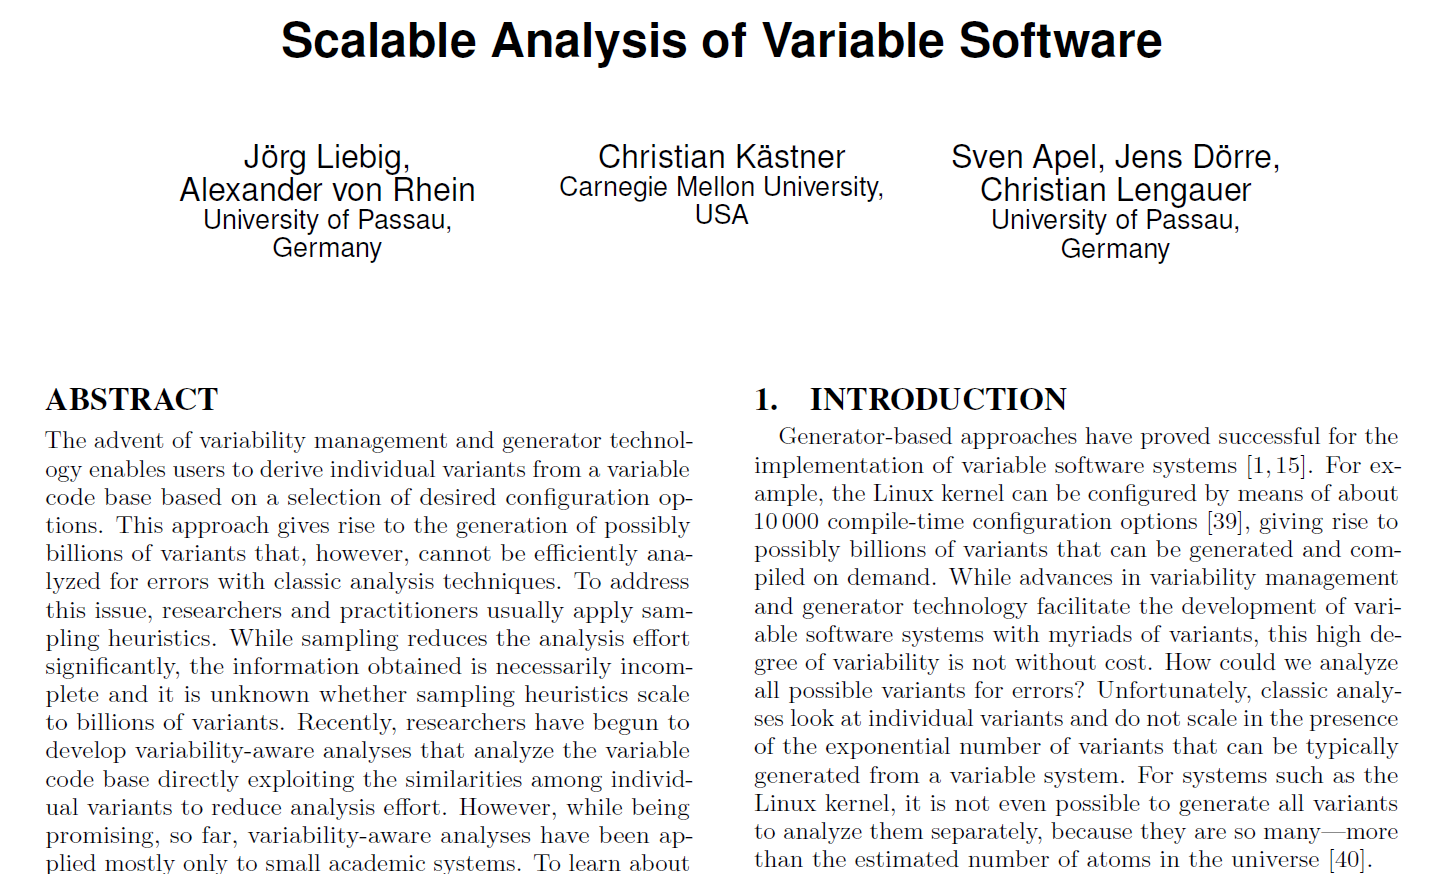 Scalable Analysis of Variable Software
Jörg Liebig,
Alexander von Rhein
University of Passau,
Germany
Christian Kästner
Carnegie Mellon University,
USA
Sven Apel, Jens Dörre,
Christian Lengauer
University of Passau,
Germany
ABSTRACT
The advent of variability management and generator technol-
ogy enables users to derive individual variants from a variable
code base based on a selection of desired configuration op-
tions. This approach gives rise to the generation of possibly
billions of variants that, however, cannot be efficiently ana-
lyzed for errors with classic analysis techniques. To address
this issue, researchers and practitioners usually apply sam-
pling heuristics. While sampling reduces the analysis effort
significantly, the information obtained is necessarily incom-
plete and it is unknown whether sampling heuristics scale
to billions of variants. Recently, researchers have begun to
develop variability-aware analyses that analyze the variable
code base directly exploiting the similarities among individ-
ual variants to reduce analysis effort. However, while being
promising, so far, variability-aware analyses have been ap-
plied mostly only to small academic systems. To learn about
1. INTRODUCTION
Generator-based approaches have proved successful for the
implementation of variable software systems [1, 15]. For ex-
ample, the Linux kernel can be configured by means of about
10 000 compile-time configuration options [39], giving rise to
possibly billions of variants that can be generated and com-
piled on demand. While advances in variability management
and generator technology facilitate the development of vari-
able software systems with myriads of variants, this high de-
gree of variability is not without cost. How could we analyze
all possible variants for errors? Unfortunately, classic analy-
ses look at individual variants and do not scale in the presence
of the exponential number of variants that can be typically
generated from a variable system. For systems such as the
Linux kernel, it is not even possible to generate all variants
to analyze them separately, because they are so many—more
than the estimated number of atoms in the universe [40].